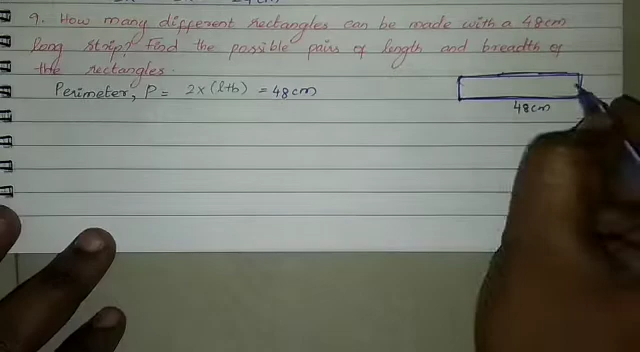 9. How many different rectangles can be made with a 48cm
long strip? Find the possible pairs of length and breadth of
the rectangles.
Perimeter, P = 2x(l+b) = 48cm
48cm